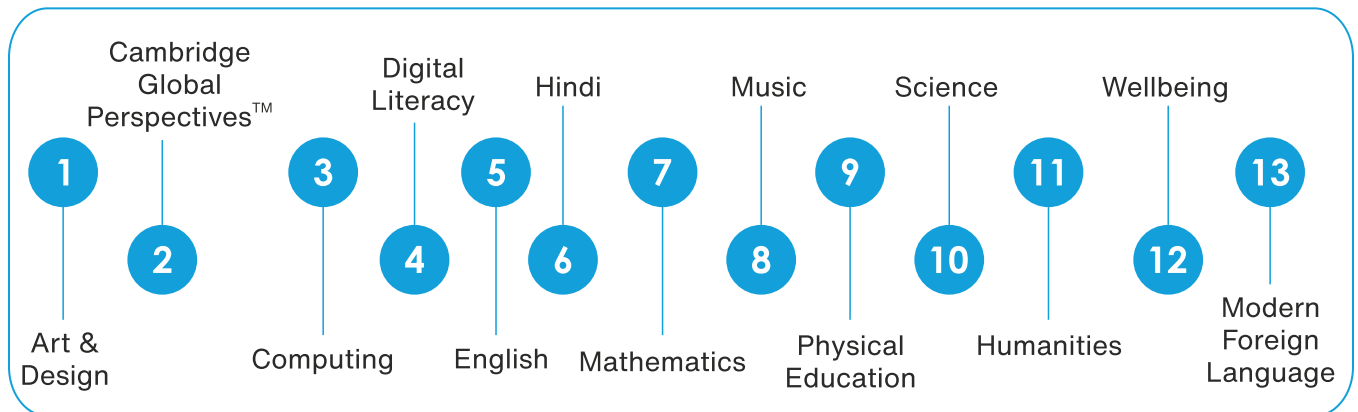 1
Art &
Design
Cambridge
Global
Perspectives™
2
3
Computing
Digital
Literacy
4
5
English
Hindi
6
7
Mathematics
Music
8
9
Physical
Education
Science
10
11
Humanities
Wellbeing
12
13
Modern
Foreign
Language